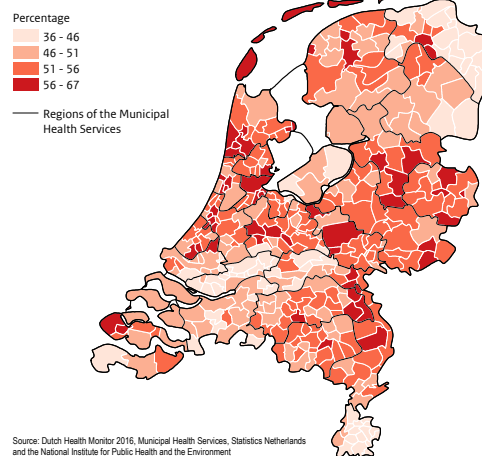 Percentage
36 - 46
46 - 51
51 - 56
56 - 67
Regions of the Municipal
Health Services
Source: Dutch Health Monitor 2016, Municipal Health Services, Statistics Netherlands
and the National Institute for Public Health and the Environment